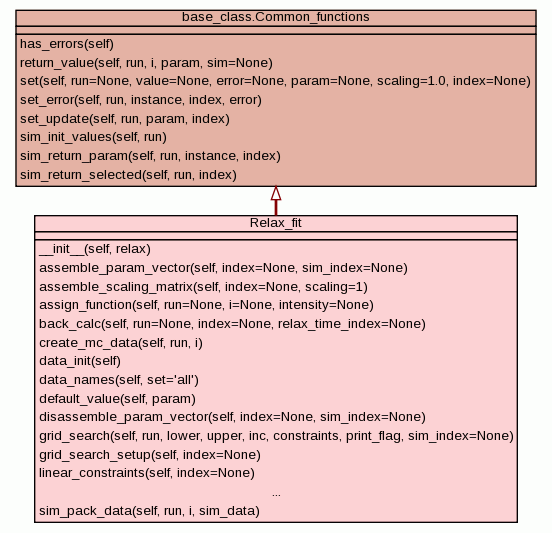 base_class.Common_functions
has_errors(self)
return_value(self, run, i, param, sim=None)
set(self, run=None, value=None, error=None, param=None, scaling=1.0, index=None)
set_error(self, run, instance, index, error)
set_update(self, run, param, index)
sim_init_values(self, run)
sim_return_param(self, run, instance, index)
sim_return_selected(self, run, index)
Relax_fit
__init__(self, relax)
assemble_param_vector(self, index=None, sim_index=None)
assemble_scaling_matrix(self, index=None, scaling=1)
assign_function(self, run=None, i=None, intensity=None)
back_calc(self, run=None, index=None, relax_time_index=None)
create_mc_data(self, run, i)
data_init(self)
data_names(self, set='all')
default_value(self, param)
disassemble_param_vector(self, index=None, sim_index=None)
grid_search(self, run, lower, upper, inc, constraints, print_flag, sim_index=None)
grid_search_setup(self, index=None)
linear_constraints(self, index=None)
...
sim_pack_data(self, run, i, sim_data)